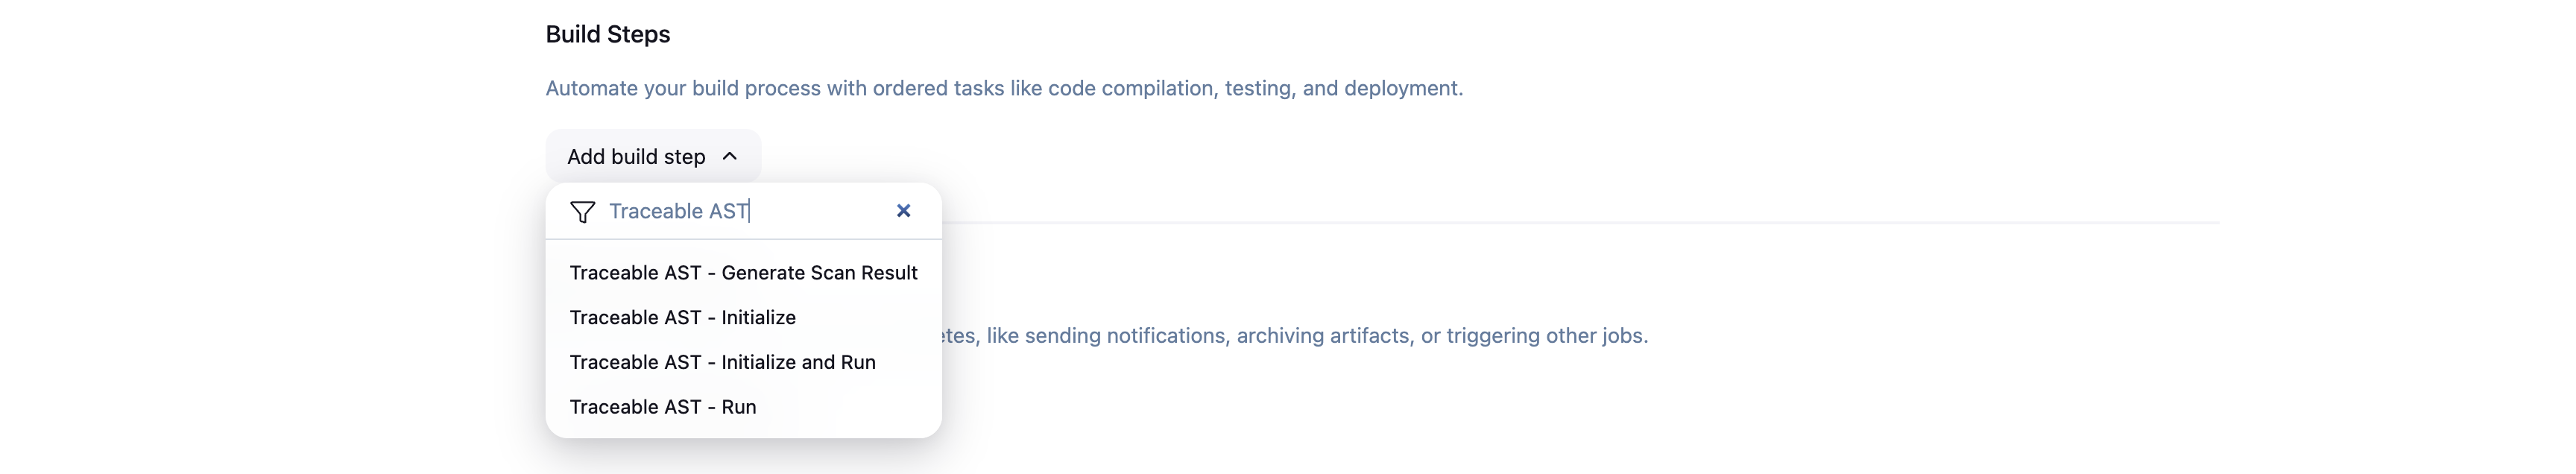 Build Steps
Automate your build process with ordered tasks like code compilation, testing, and deployment.
Add build step
Traceable AST
Traceable AST - Generate Scan Result
Traceable AST - Initialize
like sending notifications, archiving artifacts, or triggering other jobs.
Traceable AST - Initialize and Run
Traceable AST - Run